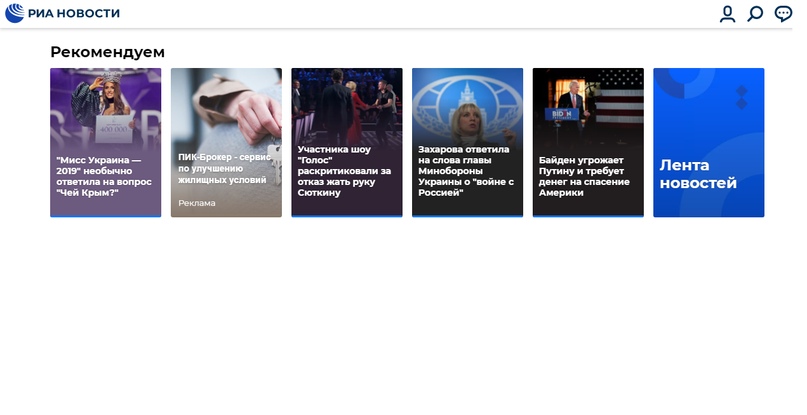 РИА НОВОСТИ
Рекомендуем
"Мисс Украина —
2019" необычно
ответила на вопрос
"Чей Крым?"
ПИК-Брокер - сервис
по улучшению
жилищных условий
Реклама
Участника шоу
"Голос"
раскритиковали за
отказ жать руку
Сюткину
Захарова ответила
на слова главы
Минобороны
Украины о "войне с
Россией"
BIDEN
Байден угрожает
Путину и требует
денег на спасение
Америки
Лента
новостей